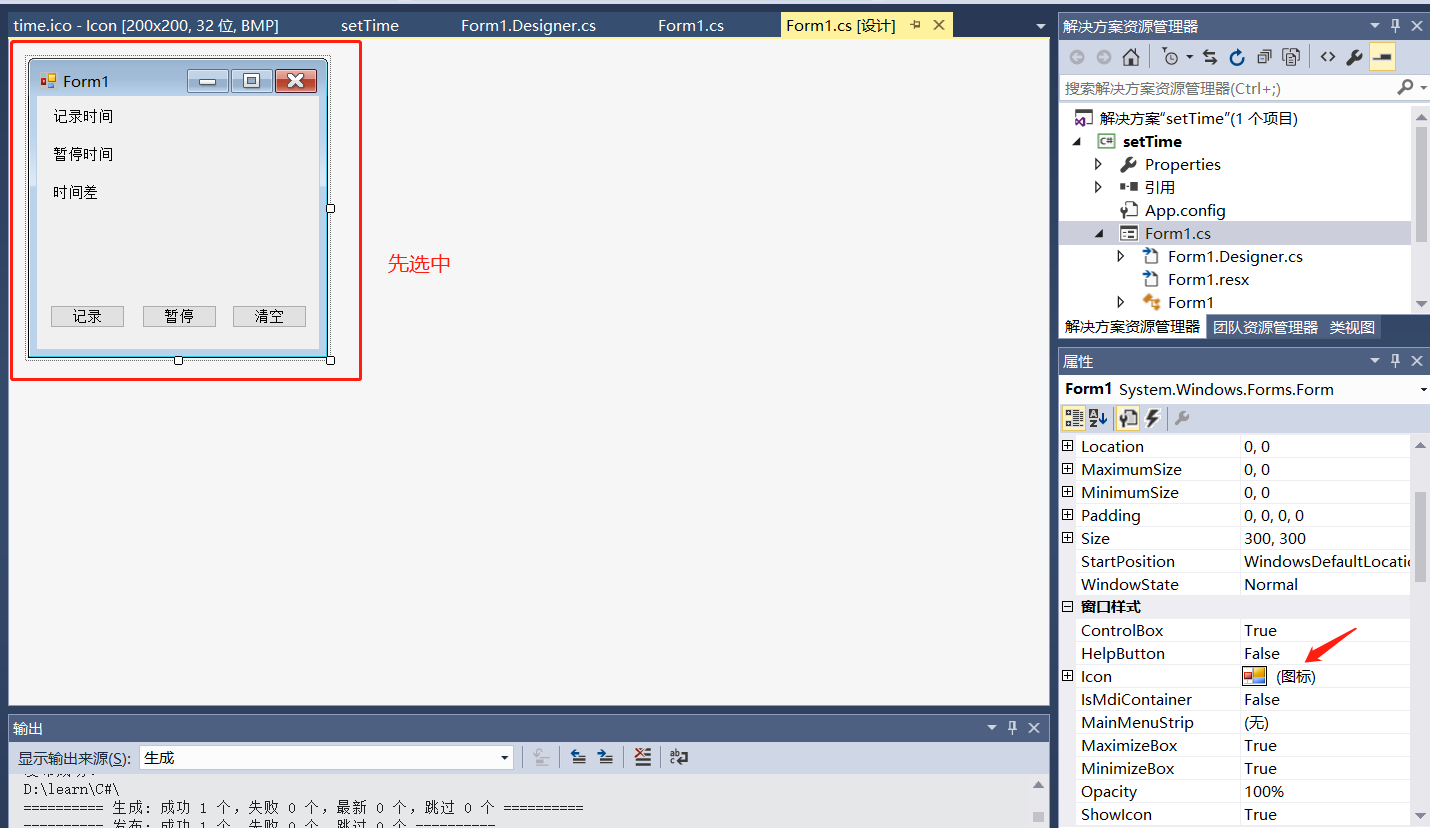 time.ico - Icon [200x200, 32 位, BMP]
setTime
Form1.Designer.cs
Form1.cs
Form1.cs [设计]
Form1
记录时间
暂停时间
时间差
记录
暂停
清空
先选中
解决方案资源管理器
搜索解决方案资源管理器(Ctrl+;)
解决方案"setTime"(1 个项目)
C# setTime
Properties
引用
App.config
Form1.cs
Form1.Designer.cs
Form1.resx
Form1
解决方案资源管理器 团队资源管理器 类视图
属性
Form1 System.Windows.Forms.Form
Location 0, 0
MaximumSize 0, 0
MinimumSize 0, 0
Padding 0, 0, 0, 0
Size 300, 300
StartPosition WindowsDefaultLocatio
WindowState Normal
窗口样式
ControlBox True
HelpButton False
Icon (图标)
IsMdiContainer False
MainMenuStrip (无)
MaximizeBox True
MinimizeBox True
Opacity 100%
ShowIcon True
输出
显示输出来源(S): 生成
D:\learn\C#\
========== 生成: 成功 1 个，失败 0 个，最新 0 个，跳过 0 个 ==========
========== 发布: 成功 1 个，失败 0 个，跳过 0 个 ==========